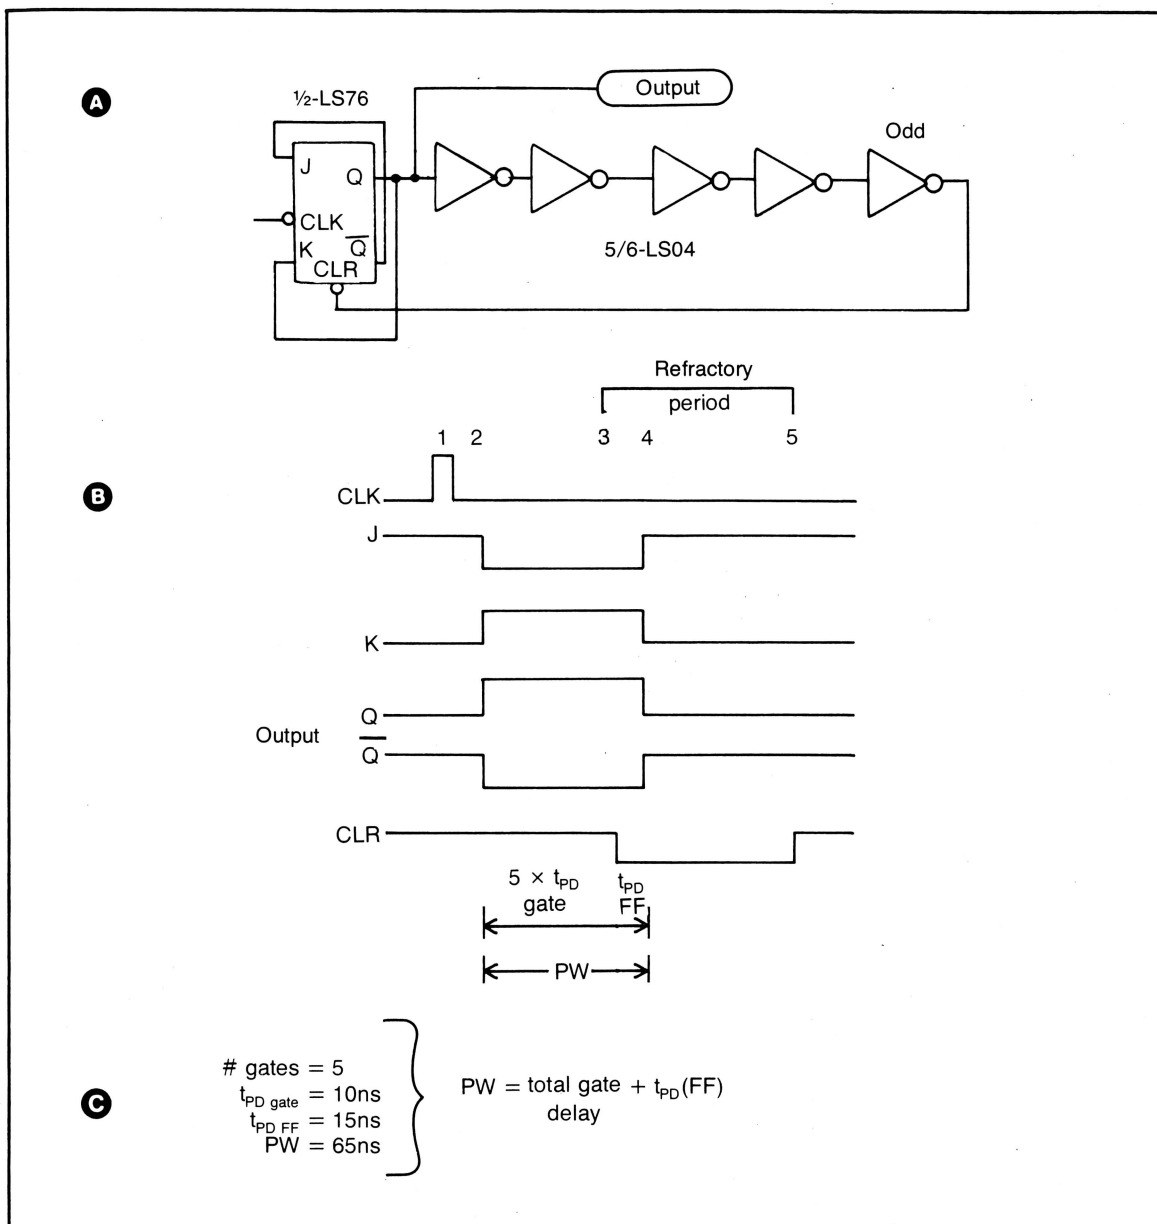 A
½-LS76
Output
Odd
J
Q
CLK
K
Q̅
CLR
5/6-LS04
Refractory
period
1 2 3 4 5
B
CLK
J
K
Q
Output
Q̅
CLR
5 × tPD
gate
tPD
FF
PW
C
# gates = 5
tPD gate = 10ns
tPD FF = 15ns
PW = 65ns
PW = total gate + tPD(FF)
delay